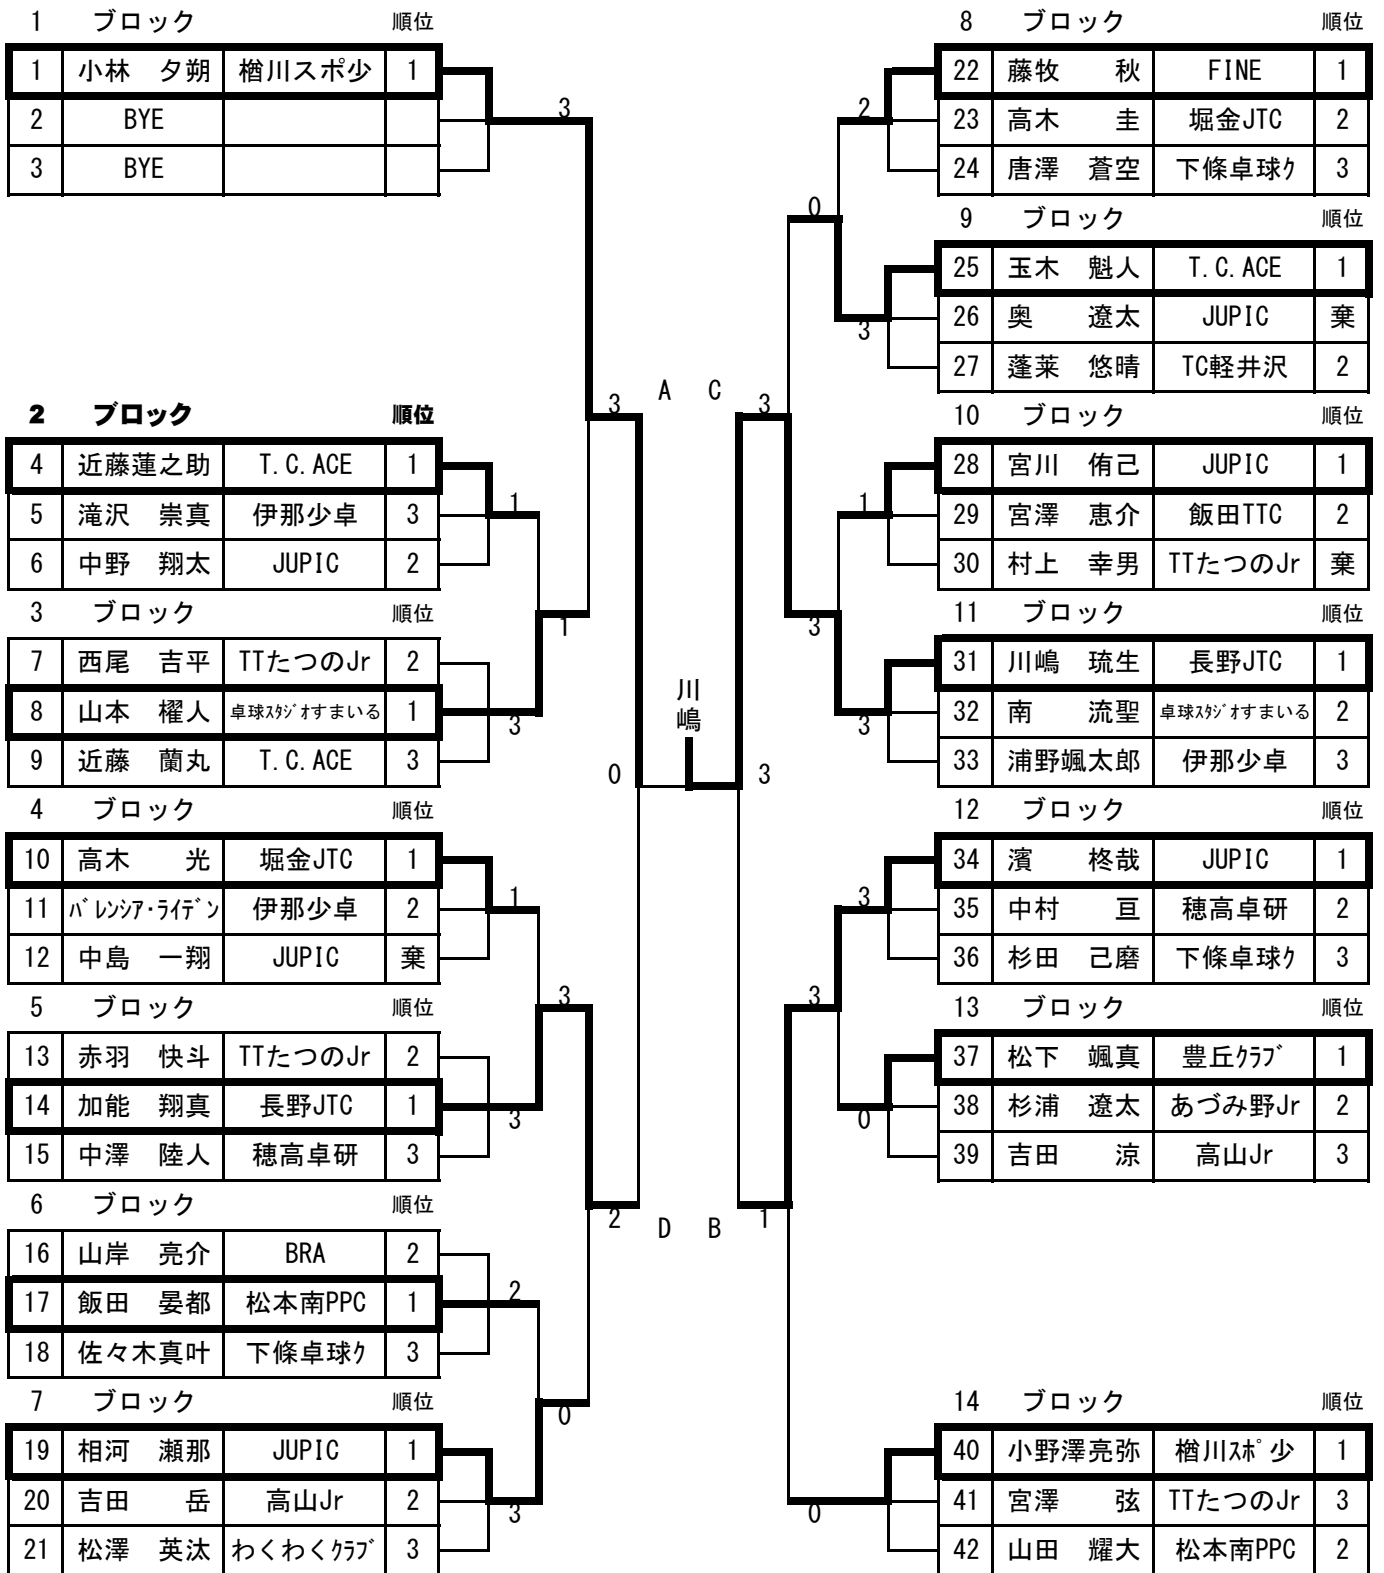 1 ブロック 順位
1 小林 夕朔 楢川スポ少 1
2 BYE
3 BYE
3
2 ブロック 順位
4 近藤蓮之助 T.C.ACE 1
5 滝沢 崇真 伊那少卓 3
6 中野 翔太 JUPIC 2
1
3 ブロック 順位
7 西尾 吉平 TTたつのJr 2
8 山本 櫂人 卓球ｽﾀｼﾞｵすまいる 1
9 近藤 蘭丸 T.C.ACE 3
3
1
3
A
4 ブロック 順位
10 高木 光 堀金JTC 1
11 ﾊﾞﾚﾝｼｱ･ﾗｲﾃﾞﾝ 伊那少卓 2
12 中島 一翔 JUPIC 棄
1
5 ブロック 順位
13 赤羽 快斗 TTたつのJr 2
14 加能 翔真 長野JTC 1
15 中澤 陸人 穂高卓研 3
3
3
6 ブロック 順位
16 山岸 亮介 BRA 2
17 飯田 晏都 松本南PPC 1
18 佐々木真叶 下條卓球ｸ 3
2
7 ブロック 順位
19 相河 瀬那 JUPIC 1
20 吉田 岳 高山Jr 2
21 松澤 英汰 わくわくｸﾗﾌﾞ 3
3
0
2
D
0
川嶋
3
8 ブロック 順位
22 藤牧 秋 FINE 1
23 高木 圭 堀金JTC 2
24 唐澤 蒼空 下條卓球ｸ 3
2
9 ブロック 順位
25 玉木 魁人 T.C.ACE 1
26 奥 遼太 JUPIC 棄
27 蓬莱 悠晴 TC軽井沢 2
3
0
C
3
10 ブロック 順位
28 宮川 侑己 JUPIC 1
29 宮澤 恵介 飯田TTC 2
30 村上 幸男 TTたつのJr 棄
1
11 ブロック 順位
31 川嶋 琉生 長野JTC 1
32 南 流聖 卓球ｽﾀｼﾞｵすまいる 2
33 浦野颯太郎 伊那少卓 3
3
3
12 ブロック 順位
34 濱 柊哉 JUPIC 1
35 中村 亘 穂高卓研 2
36 杉田 己磨 下條卓球ｸ 3
3
13 ブロック 順位
37 松下 颯真 豊丘ｸﾗﾌﾞ 1
38 杉浦 遼太 あづみ野Jr 2
39 吉田 涼 高山Jr 3
0
3
B
1
14 ブロック 順位
40 小野澤亮弥 楢川ｽﾎﾟ少 1
41 宮澤 弦 TTたつのJr 3
42 山田 耀大 松本南PPC 2
0